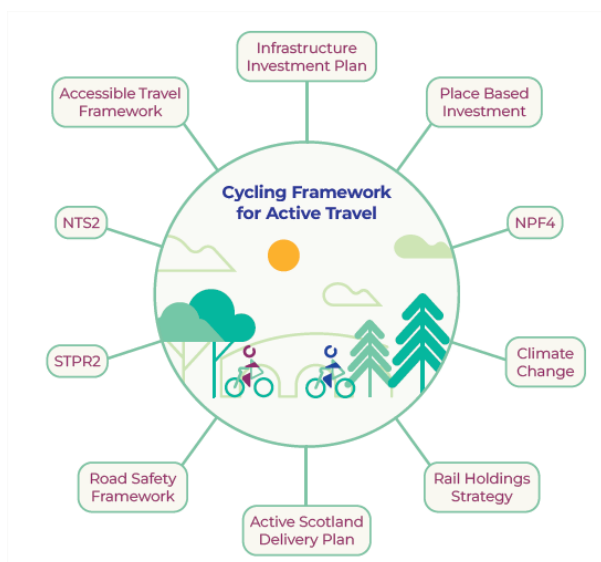 Infrastructure
Investment Plan
Accessible Travel
Framework
Place Based
Investment
Cycling Framework
for Active Travel
NTS2
NPF4
STPR2
Climate
Change
Road Safety
Framework
Rail Holdings
Strategy
Active Scotland
Delivery Plan